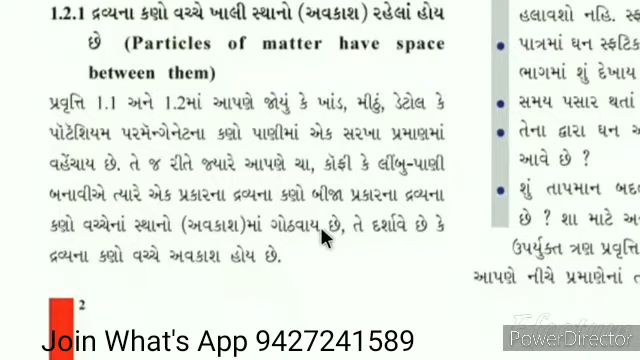 1.2.1 દ્રવ્યના કણો વચ્ચે ખાલી સ્થાનો (અવકાશ) રહેલાં હોય
છે (Particles of matter have space
between them)
પ્રવૃત્તિ 1.1 અને 1.2માં આપણે જોયું કે ખાંડ, મીઠું, ડેટોલ કે
પૉટેશિયમ પરમૅન્ગેનેટના કણો પાણીમાં એક સરખા પ્રમાણમાં
વહેંચાય છે. તે જ રીતે જ્યારે આપણે ચા, કૉફી કે લીંબુ-પાણી
બનાવીએ ત્યારે એક પ્રકારના દ્રવ્યના કણો બીજા પ્રકારના દ્રવ્યના
કણો વચ્ચેનાં સ્થાનો (અવકાશ)માં ગોઠવાય છે, તે દર્શાવે છે કે
દ્રવ્યના કણો વચ્ચે અવકાશ હોય છે.
2
હલાવશો નહિ.
• પાત્રમાં ઘન સ્ફટિક
ભાગમાં શું દેખાય
• સમય પસાર થતાં
• તેના દ્વારા ઘન
આવે છે ?
• શું તાપમાન
છે ? શા માટે
ઉપર્યુક્ત ત્રણ
આપણે નીચે પ્રમાણેનાં
Join What's App 9427241589
PowerDirector